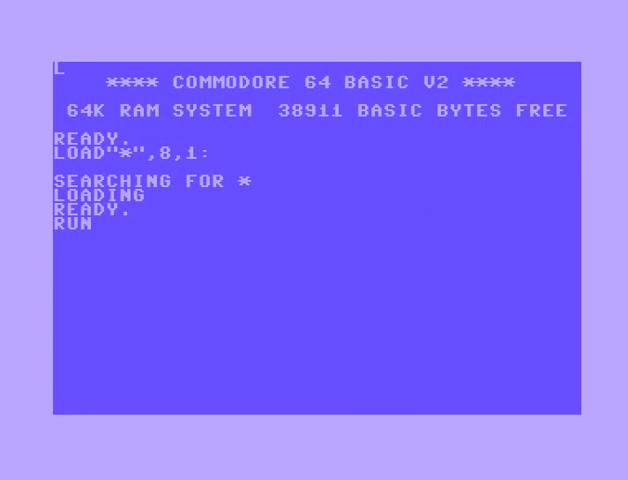 L
**** COMMODORE 64 BASIC V2 ****
64K RAM SYSTEM  38911 BASIC BYTES FREE
READY.
LOAD"*",8,1:
SEARCHING FOR *
LOADING
READY.
RUN